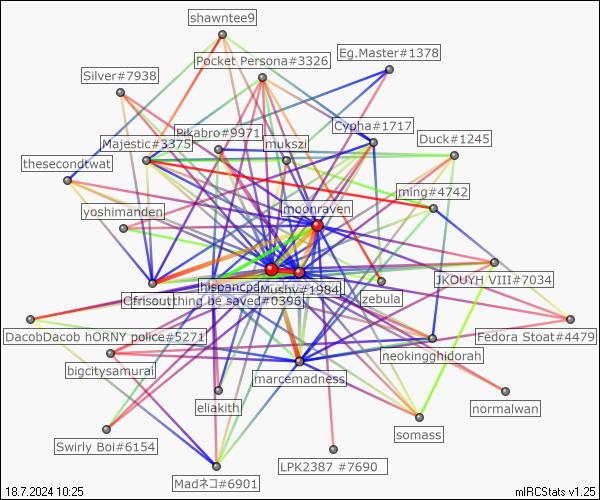 shawntee9
Eg.Master#1378
Pocket Persona#3326
Silver#7938
Cypha#1717
Pikabro#9971
Duck#1245
Majestic#3375
mukszil
thesecondtwat
ming#4742
yoshimanden
moonraven
JKOUYH VIII#7034
Mushy#1984
zebula
thing be saved#0396
DacobDacob hORNY police#5271
Fedora Stoat#4479
neokingghidorah
bigcitysamurai
marcemadness
eliakith
normalwan
somass
Swirly Boi#6154
LPK2387 #7690
Madネコ#6901
18.7.2024 10:25
mIRCStats v1.25